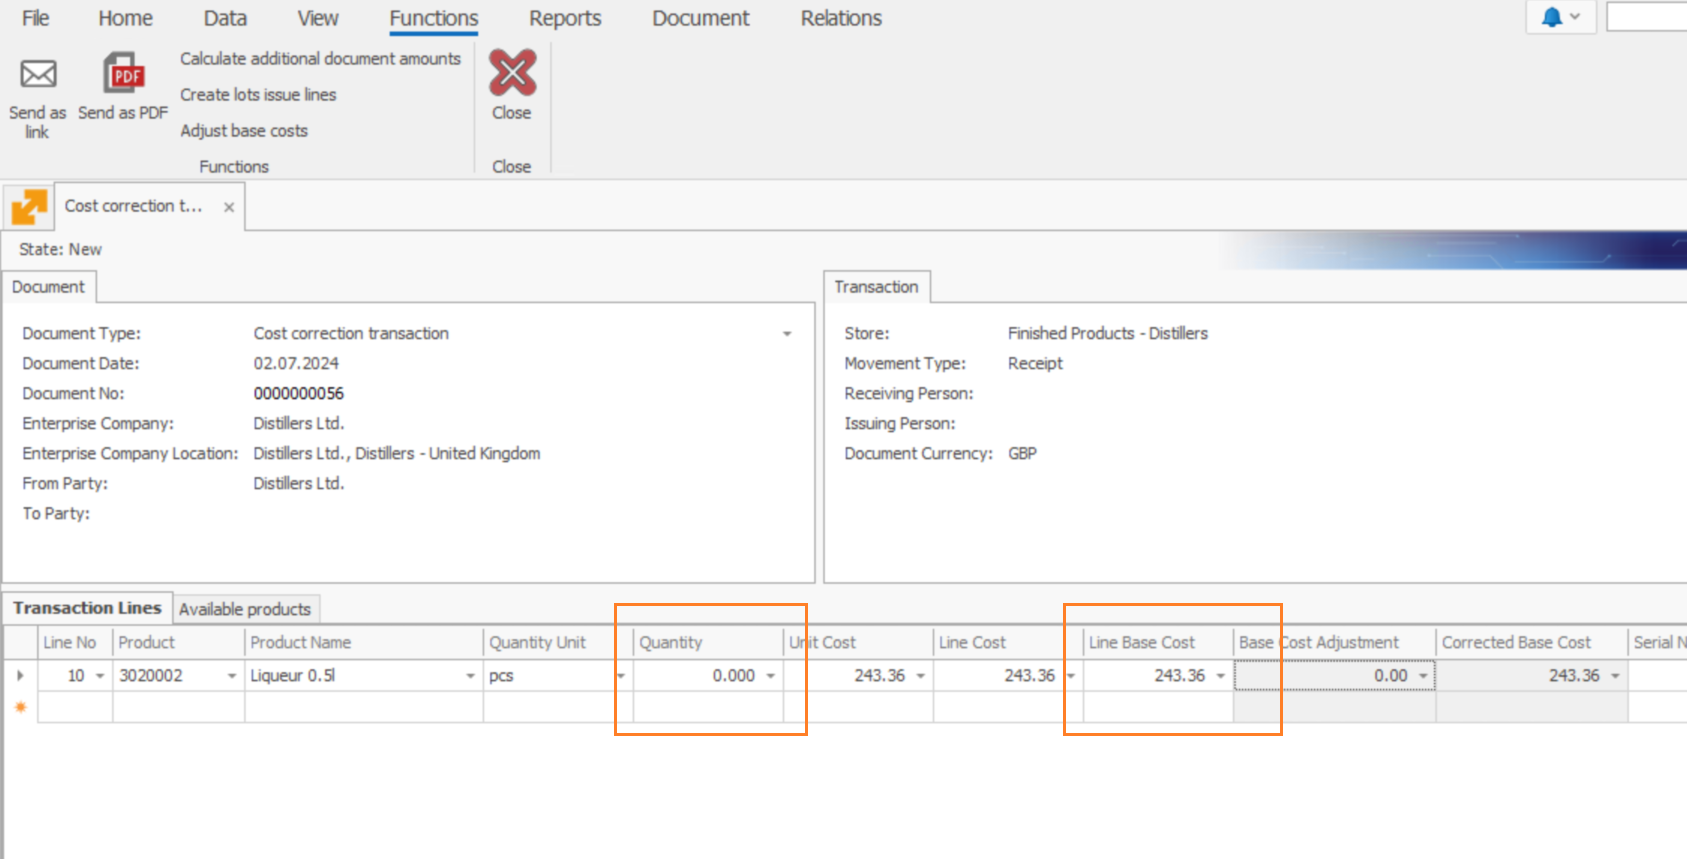 File Home Data View Functions Reports Document Relations
Calculate additional document amounts
Create lots issue lines
Adjust base costs
PDF
Send as link
Send as PDF
Close
Functions
Close
Cost correction t... ×
State: New
Document
Document Type: Cost correction transaction
Document Date: 02.07.2024
Document No: 0000000056
Enterprise Company: Distillers Ltd.
Enterprise Company Location: Distillers Ltd., Distillers - United Kingdom
From Party: Distillers Ltd.
To Party:
Transaction
Store: Finished Products - Distillers
Movement Type: Receipt
Receiving Person:
Issuing Person:
Document Currency: GBP
Transaction Lines Available products
Line No Product Product Name Quantity Unit Quantity Unit Cost Line Cost Line Base Cost Base Cost Adjustment Corrected Base Cost Serial N
10 3020002 Liqueur 0.5l pcs 0.000 243.36 243.36 243.36 0.00 243.36